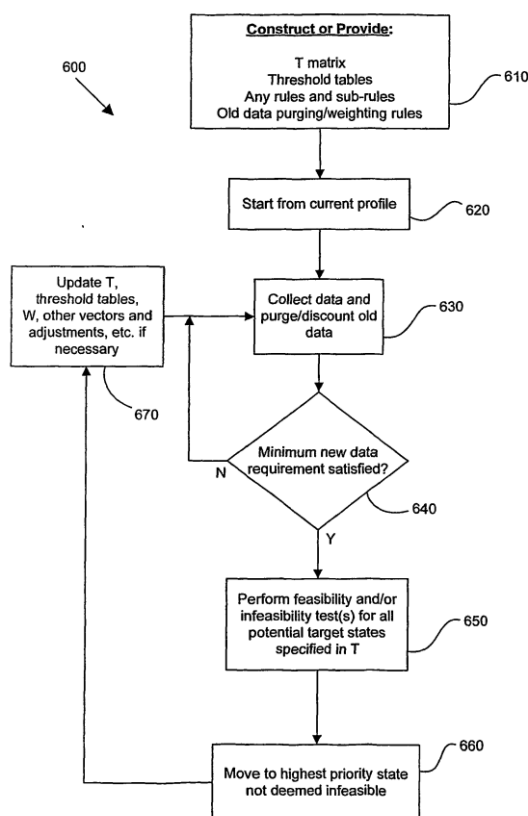 Construct or Provide:
T matrix
Threshold tables
Any rules and sub-rules
Old data purging/weighting rules
600
610
Start from current profile
620
Update T,
threshold tables,
W, other vectors and
adjustments, etc. if
necessary
670
Collect data and
purge/discount old
data
630
Minimum new data
requirement satisfied?
N
640
Y
Perform feasibility and/or
infeasibility test(s) for all
potential target states
specified in T
650
660
Move to highest priority state
not deemed infeasible